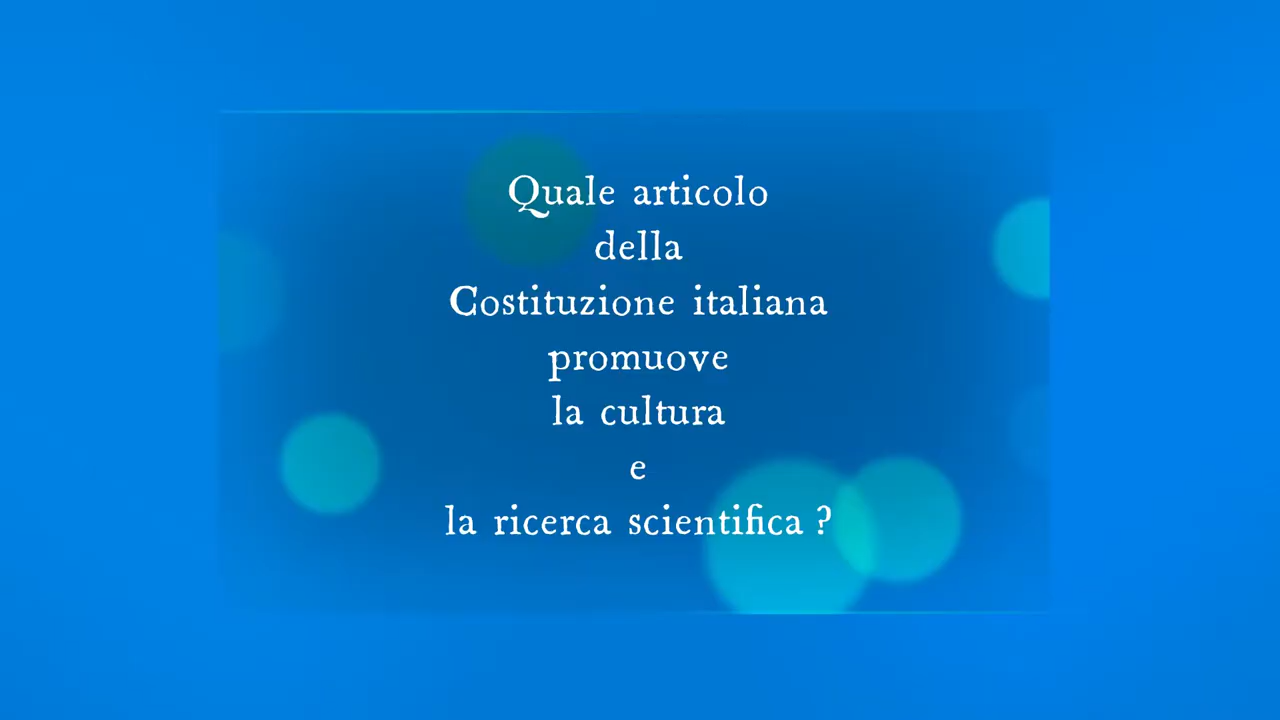 Quale articolo
della
Costituzione italiana
promuove
la cultura
e
la ricerca scientifica ?